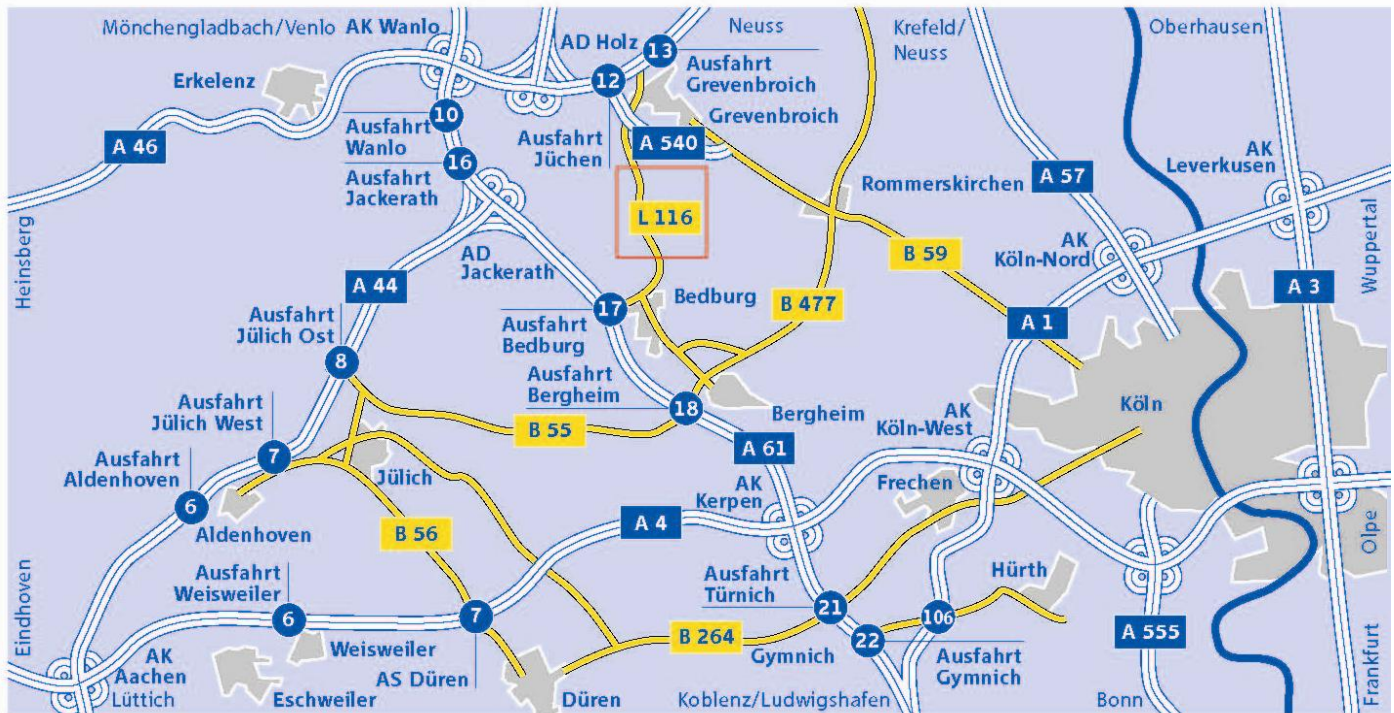 Mönchengladbach/Venlo
AK Wanlo
AD Holz
13
Neuss
Krefeld/
Neuss
Oberhausen
Erkelenz
12
Ausfahrt
Grevenbroich
Grevenbroich
10
Ausfahrt
Wanlo
A 46
16
Ausfahrt
Jackerath
Ausfahrt
Jüchen
A 540
AK
Leverkusen
Rommerskirchen
A 57
L 116
Heinsberg
AD
Jackerath
B 59
AK
Köln-Nord
Wuppertal
A 44
A 3
Bedburg
B 477
A 1
17
Ausfahrt
Bedburg
Ausfahrt
Jülich Ost
8
Ausfahrt
Bergheim
18
Bergheim
Köln
Ausfahrt
Jülich West
7
B 55
A 61
AK
Köln-West
Ausfahrt
Aldenhoven
6
Jülich
AK
Kerpen
Frechen
Aldenhoven
B 56
A 4
Olpe
Ausfahrt
Weisweiler
6
7
Ausfahrt
Türnich
21
Hürth
106
Eindhoven
B 264
22
A 555
Weisweiler
Gymnich
Ausfahrt
Gymnich
AK
Aachen
Lüttich
Eschweiler
AS Düren
Düren
Koblenz/Ludwigshafen
Bonn
Frankfurt